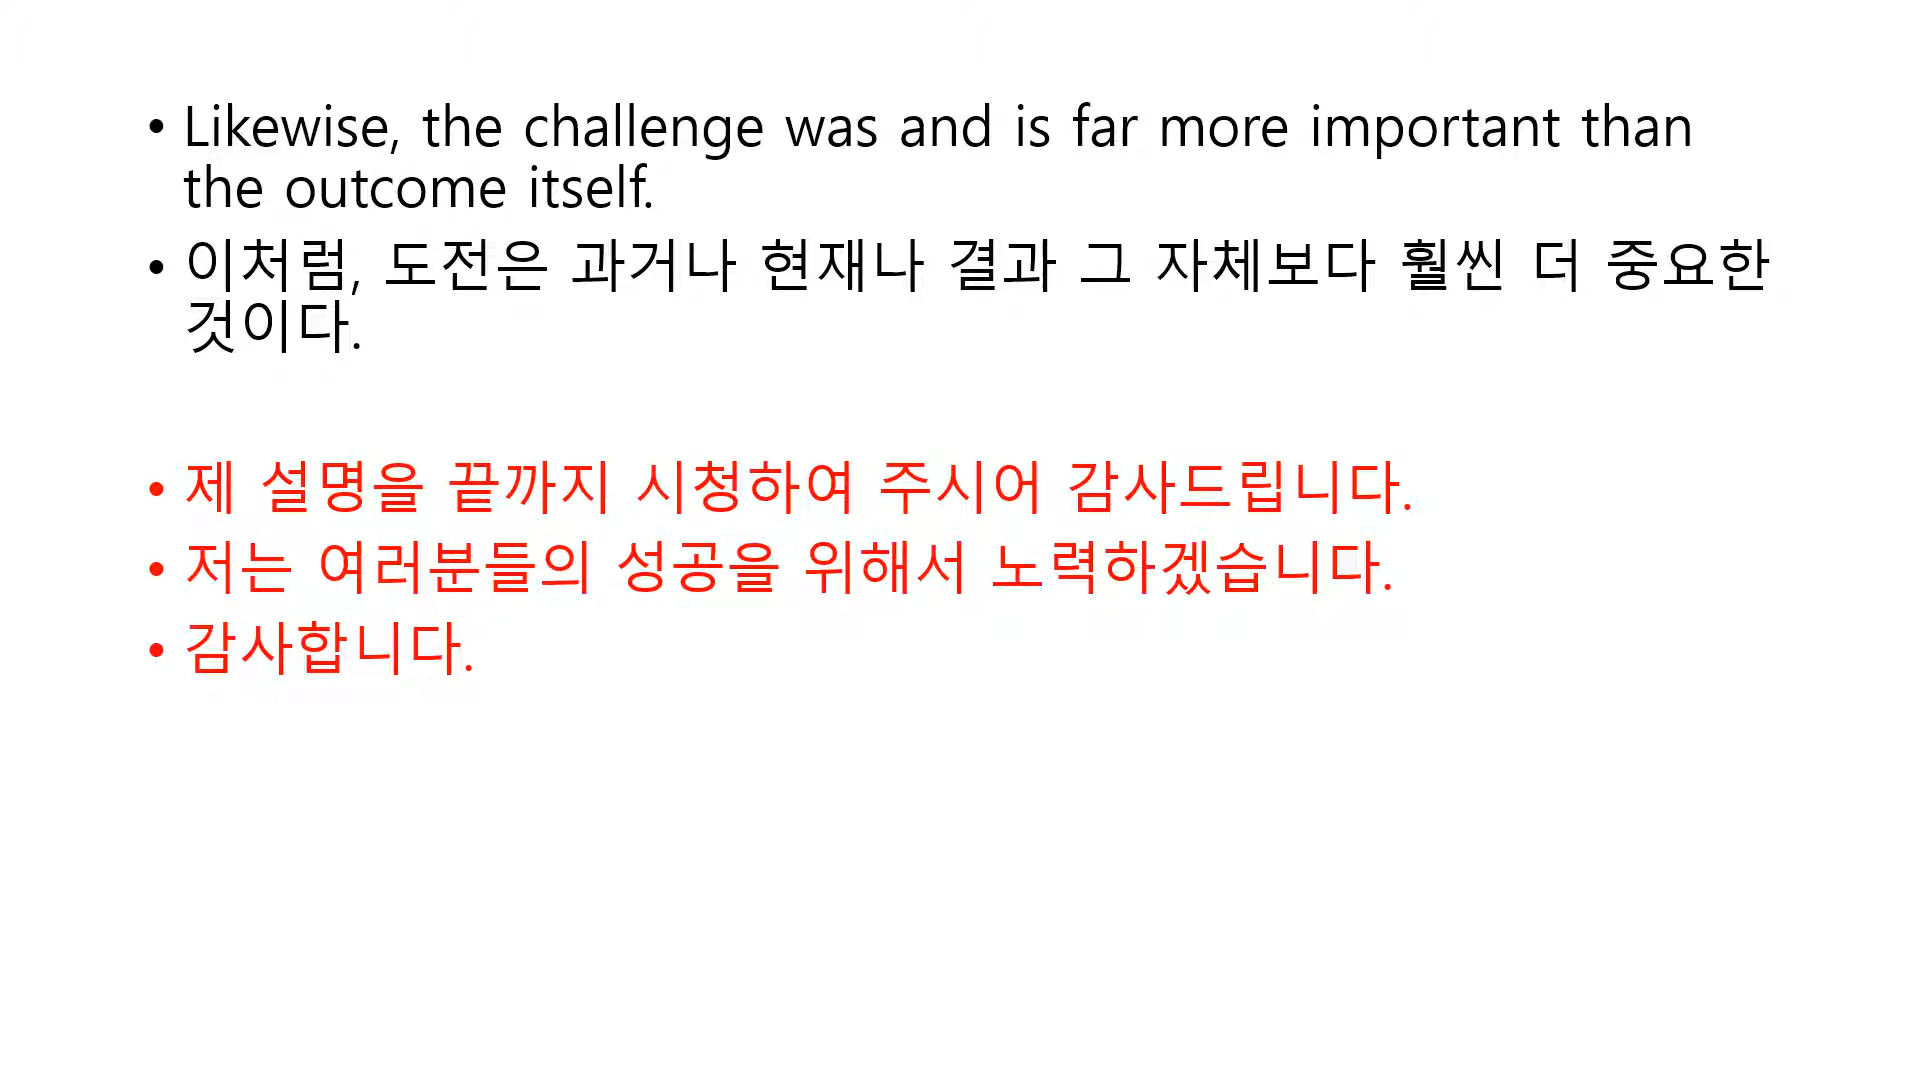 • Likewise, the challenge was and is far more important than
the outcome itself.
• 이처럼, 도전은 과거나 현재나 결과 그 자체보다 훨씬 더 중요한
것이다.
• 제 설명을 끝까지 시청하여 주시어 감사드립니다.
• 저는 여러분들의 성공을 위해서 노력하겠습니다.
• 감사합니다.